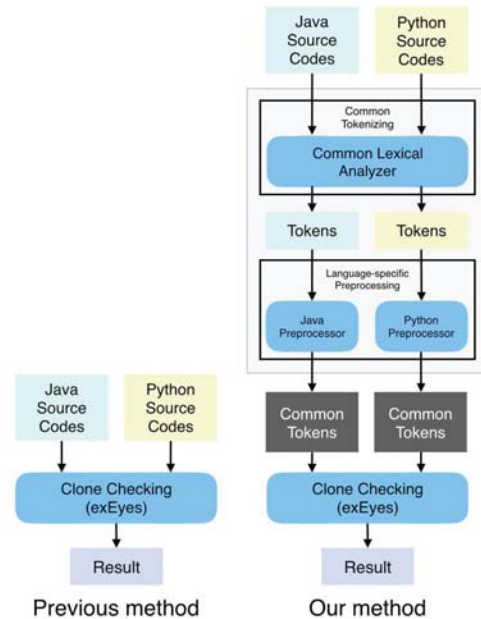 Java
Source
Codes
Python
Source
Codes
Common
Tokenizing
Common Lexical
Analyzer
Tokens
Tokens
Language-specific
Preprocessing
Java
Preprocessor
Python
Preprocessor
Common
Tokens
Common
Tokens
Clone Checking
(exEyes)
Result
Our method
Java
Source
Codes
Python
Source
Codes
Clone Checking
(exEyes)
Result
Previous method